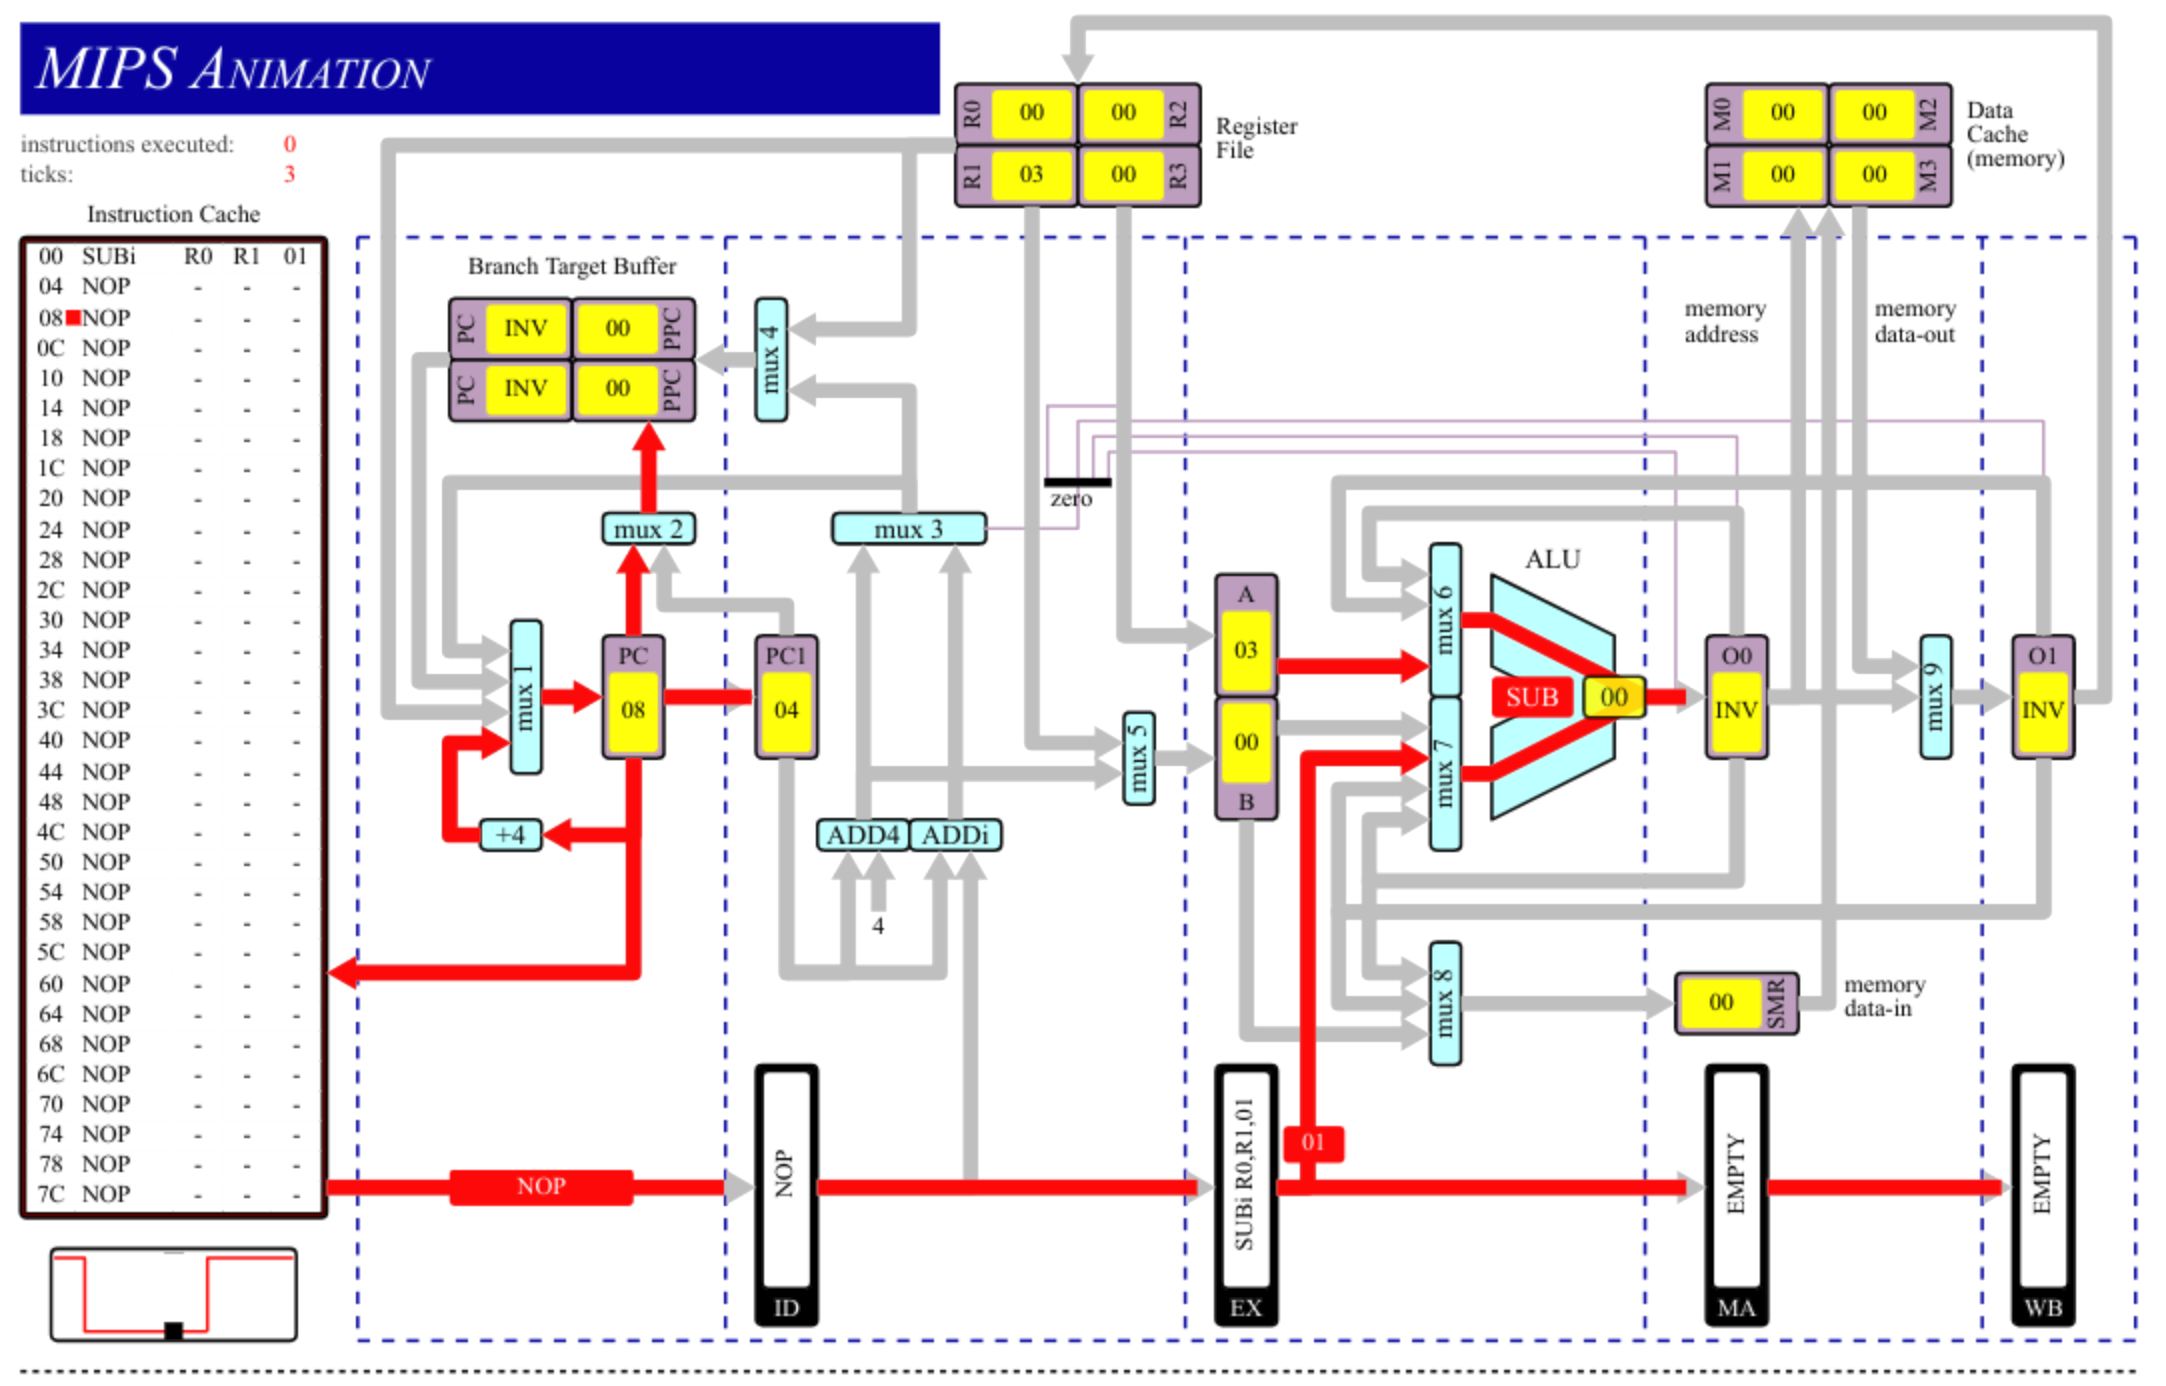 MIPS ANIMATION
instructions executed: 0
ticks: 3
Instruction Cache
00 SUBi R0 R1 01
04 NOP - - -
08 NOP - - -
0C NOP - - -
10 NOP - - -
14 NOP - - -
18 NOP - - -
1C NOP - - -
20 NOP - - -
24 NOP - - -
28 NOP - - -
2C NOP - - -
30 NOP - - -
34 NOP - - -
38 NOP - - -
3C NOP - - -
40 NOP - - -
44 NOP - - -
48 NOP - - -
4C NOP - - -
50 NOP - - -
54 NOP - - -
58 NOP - - -
5C NOP - - -
60 NOP - - -
64 NOP - - -
68 NOP - - -
6C NOP - - -
70 NOP - - -
74 NOP - - -
78 NOP - - -
7C NOP - - -
R0 00 00 R2
R1 03 00 R3
Register
File
M0 00 00 M2
M1 00 00 M3
Data
Cache
(memory)
Branch Target Buffer
PC INV 00 PPC
PC INV 00 PPC
mux 4
memory
address
memory
data-out
zero
mux 2
mux 3
mux 1
PC
08
PC1
04
+4
ADD4
ADDi
4
mux 5
A
03
00
B
mux 6
mux 7
ALU
SUB
00
O0
INV
mux 9
O1
INV
mux 8
00
SMR
memory
data-in
NOP
NOP
ID
SUBi R0,R1,01
EX
01
EMPTY
MA
EMPTY
WB